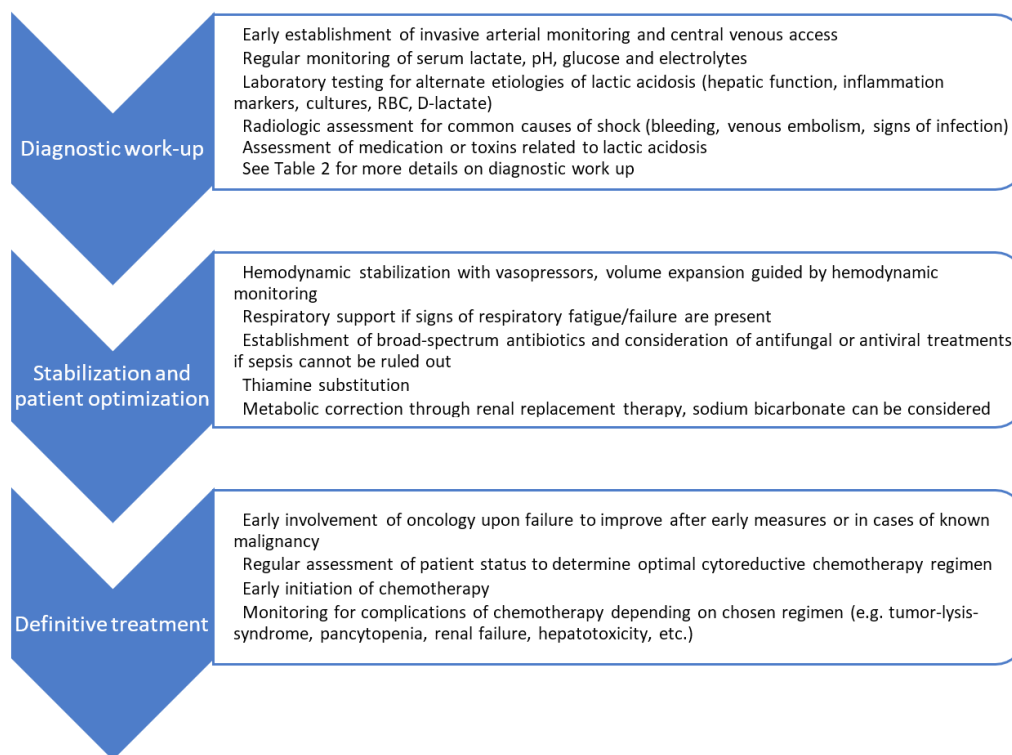 Diagnostic work-up
Early establishment of invasive arterial monitoring and central venous access
Regular monitoring of serum lactate, pH, glucose and electrolytes
Laboratory testing for alternate etiologies of lactic acidosis (hepatic function, inflammation
markers, cultures, RBC, D-lactate)
Radiologic assessment for common causes of shock (bleeding, venous embolism, signs of infection)
Assessment of medication or toxins related to lactic acidosis
See Table 2 for more details on diagnostic work up
Stabilization and
patient optimization
Hemodynamic stabilization with vasopressors, volume expansion guided by hemodynamic
monitoring
Respiratory support if signs of respiratory fatigue/failure are present
Establishment of broad-spectrum antibiotics and consideration of antifungal or antiviral treatments
if sepsis cannot be ruled out
Thiamine substitution
Metabolic correction through renal replacement therapy, sodium bicarbonate can be considered
Definitive treatment
Early involvement of oncology upon failure to improve after early measures or in cases of known
malignancy
Regular assessment of patient status to determine optimal cytoreductive chemotherapy regimen
Early initiation of chemotherapy
Monitoring for complications of chemotherapy depending on chosen regimen (e.g. tumor-lysis-
syndrome, pancytopenia, renal failure, hepatotoxicity, etc.)